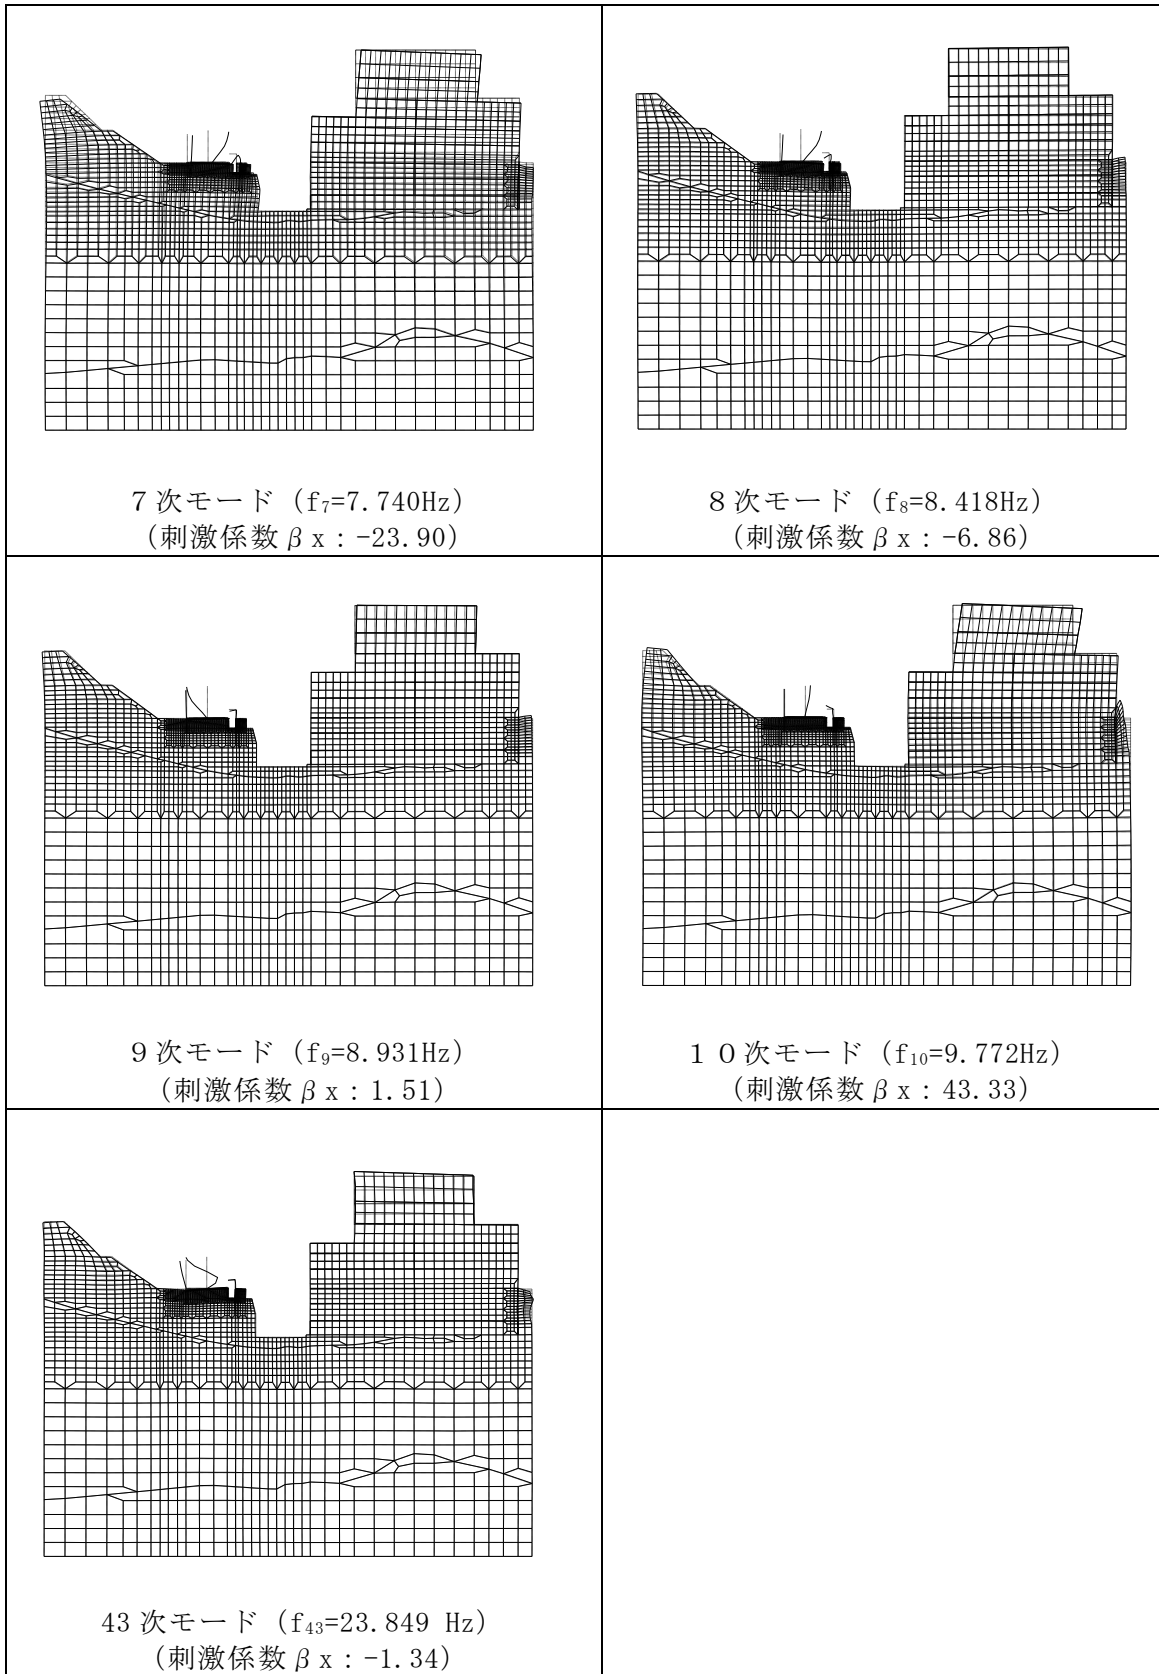 ７次モード（f₇=7.740Hz）
（刺激係数βx：-23.90）
８次モード（f₈=8.418Hz）
（刺激係数βx：-6.86）
９次モード（f₉=8.931Hz）
（刺激係数βx：1.51）
１０次モード（f₁₀=9.772Hz）
（刺激係数βx：43.33）
43次モード（f₄₃=23.849 Hz）
（刺激係数βx：-1.34）